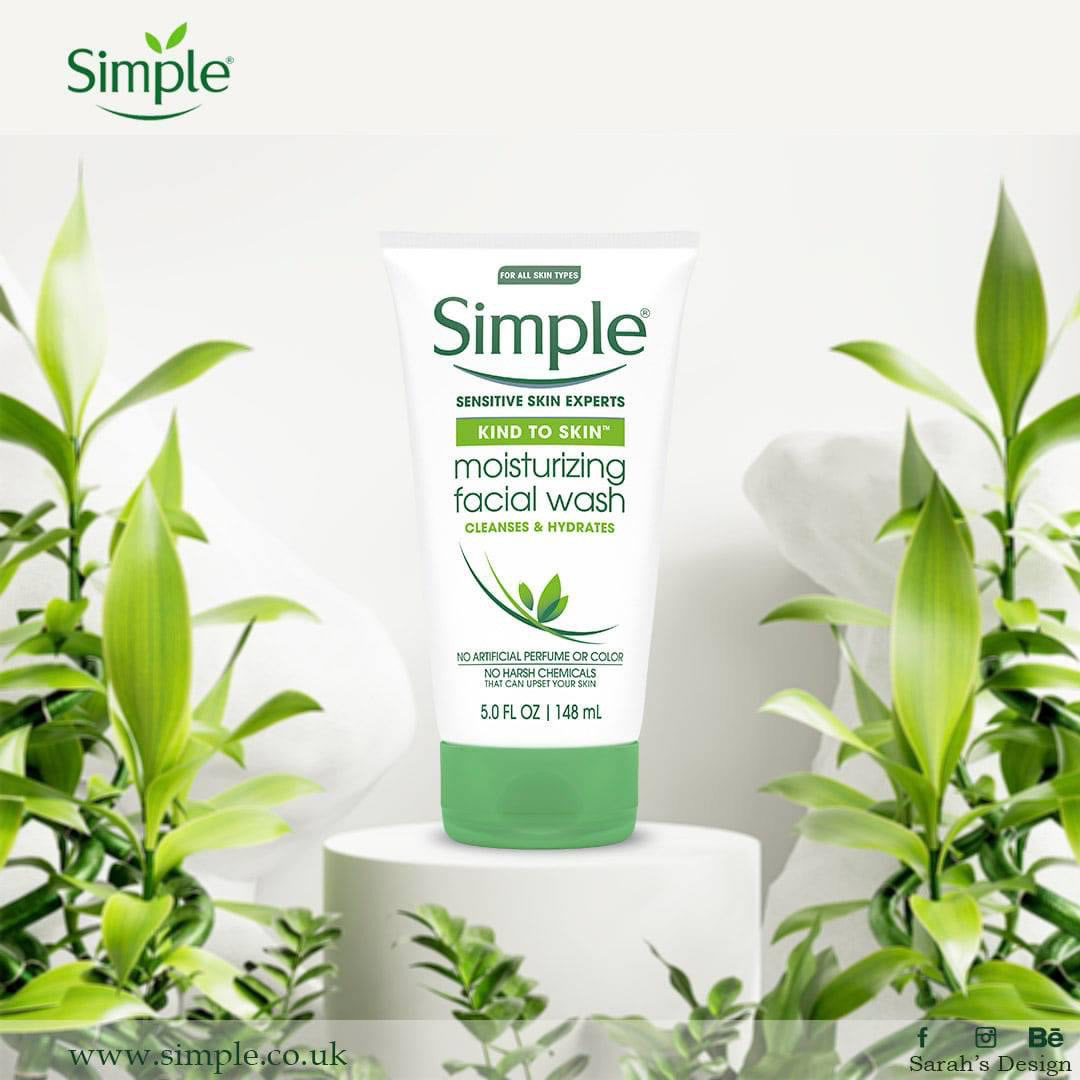 Simple®
FOR ALL SKIN TYPES
Simple®
SENSITIVE SKIN EXPERTS
KIND TO SKIN™
moisturizing
facial wash
CLEANSES & HYDRATES
NO ARTIFICIAL PERFUME OR COLOR
NO HARSH CHEMICALS
THAT CAN UPSET YOUR SKIN
5.0 FL OZ | 148 mL
www.simple.co.uk
f
Bē
Sarah's Design